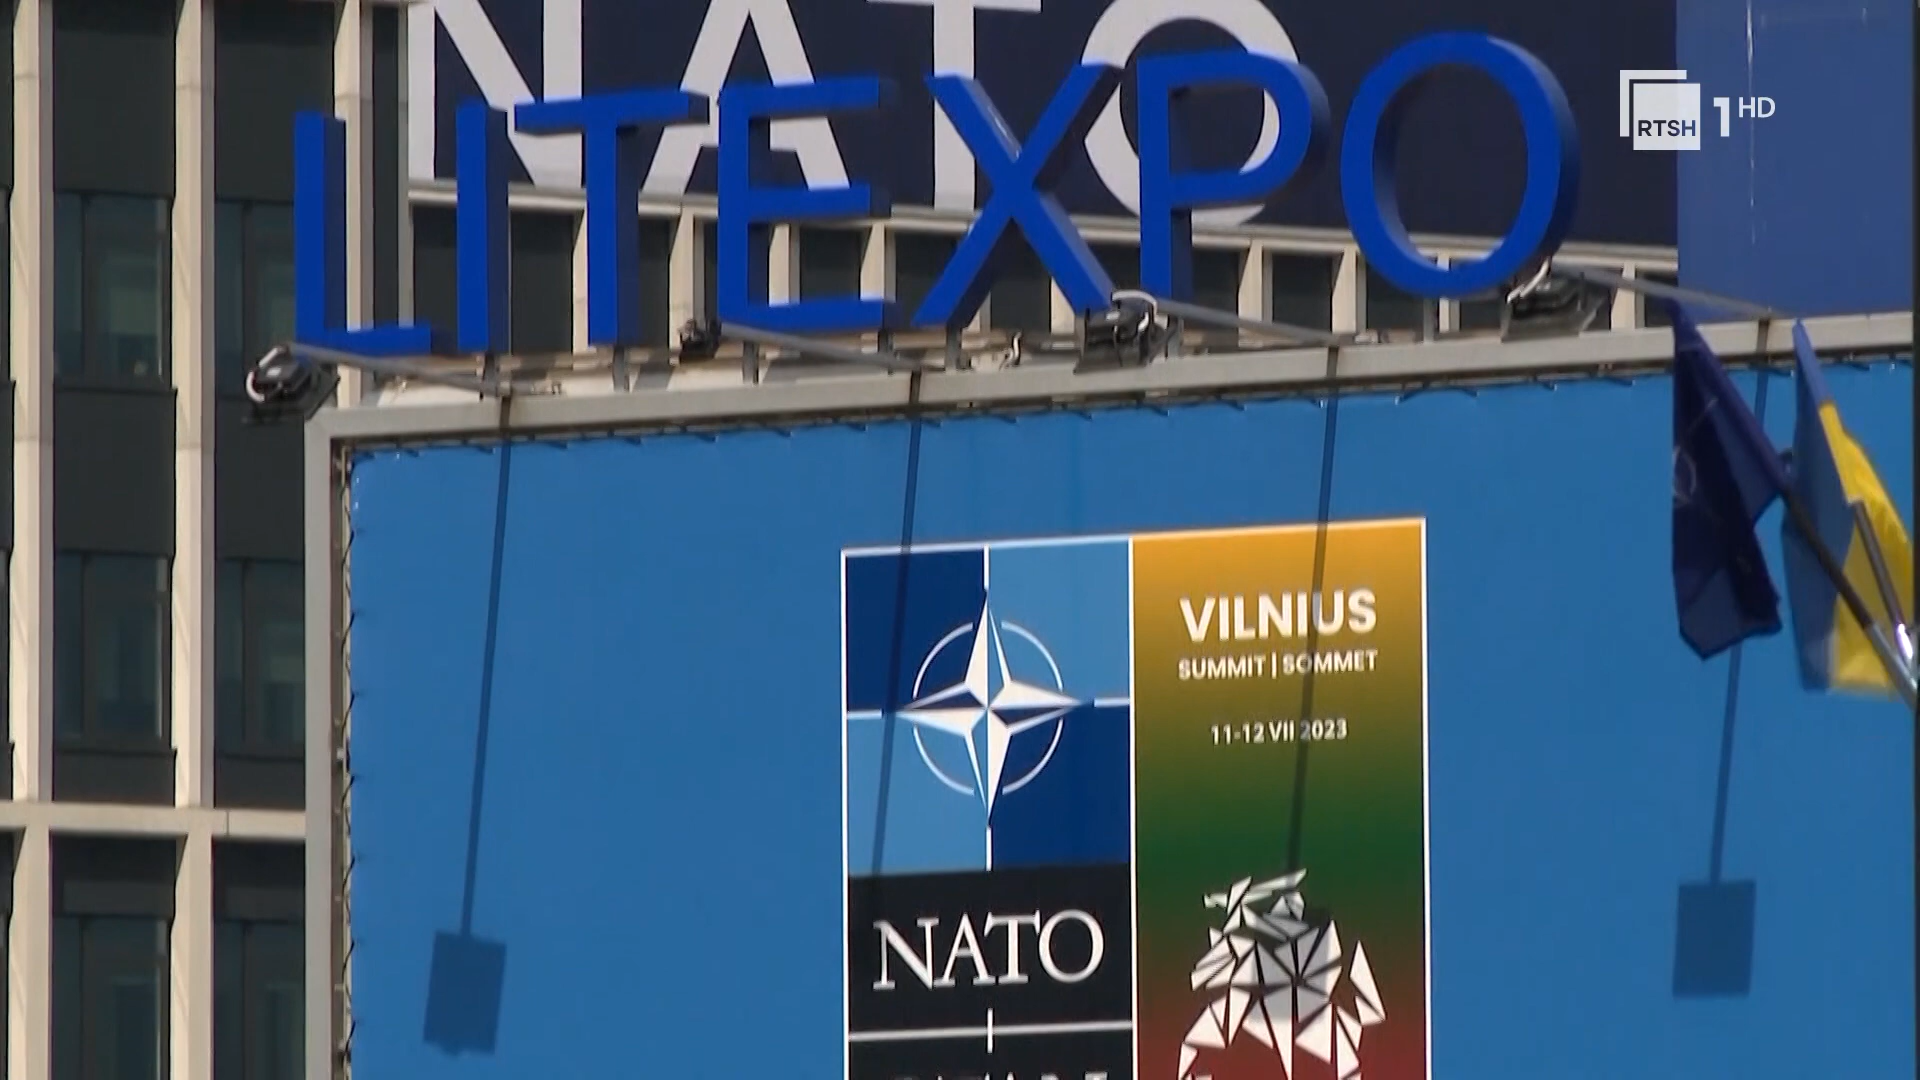 NATO
LITEXPO
RTSH 1 HD
VILNIUS
SUMMIT | SOMMET
11-12 VII 2023
NATO